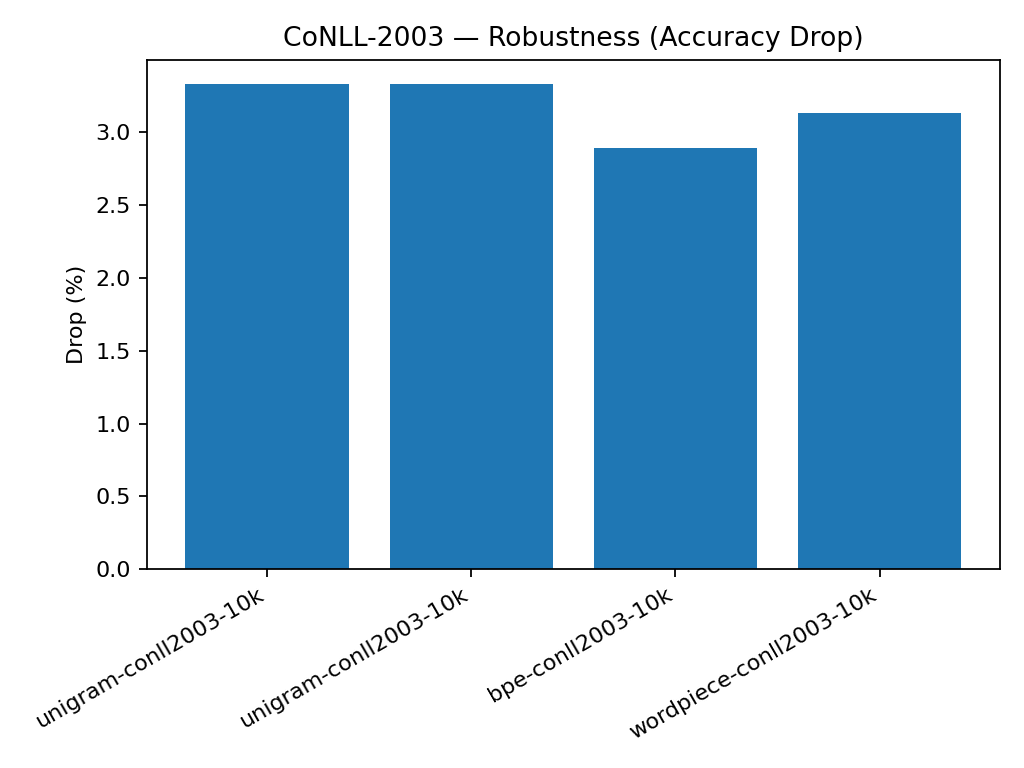 CoNLL-2003 — Robustness (Accuracy Drop)
Drop (%)
3.0
2.5
2.0
1.5
1.0
0.5
0.0
unigram-conll2003-10k
unigram-conll2003-10k
bpe-conll2003-10k
wordpiece-conll2003-10k